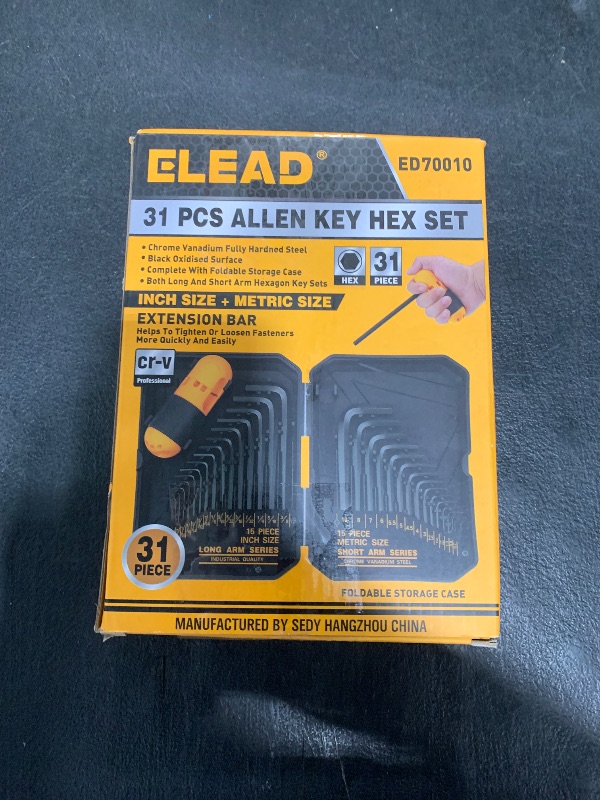 ELEAD®
ED70010
31 PCS ALLEN KEY HEX SET
• Chrome Vanadium Fully Hardned Steel
• Black Oxidised Surface
• Complete With Foldable Storage Case
• Both Long And Short Arm Hexagon Key Sets
HEX
31
PIECE
INCH SIZE + METRIC SIZE
EXTENSION BAR
Helps To Tighten Or Loosen Fasteners
More Quickly And Easily
cr-v
Professional
15 PIECE
INCH SIZE
LONG ARM SERIES
INDUSTRIAL QUALITY
15 PIECE
METRIC SIZE
SHORT ARM SERIES
CHROME VANADIUM STEEL
31
PIECE
FOLDABLE STORAGE CASE
MANUFACTURED BY SEDY HANGZHOU CHINA